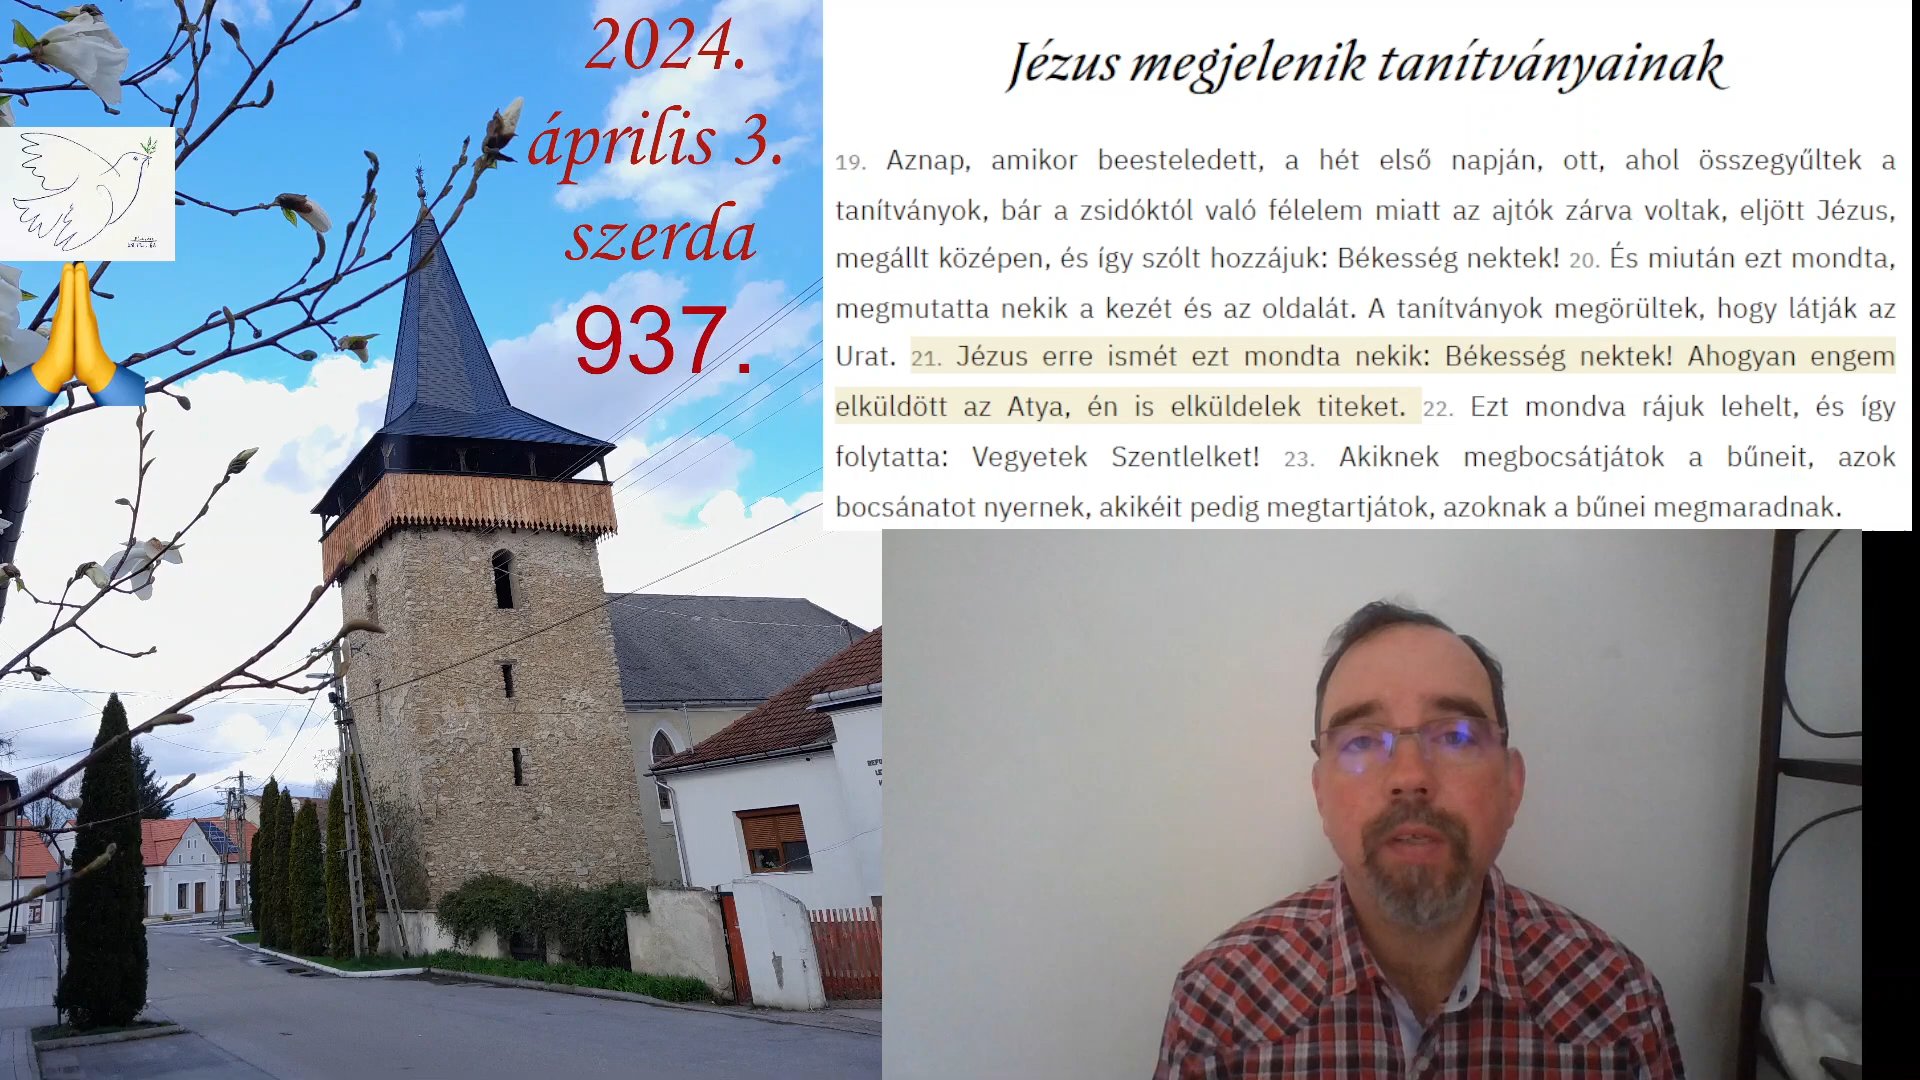 2024.
április 3.
szerda
937.
Jézus megjelenik tanítványainak
19. Aznap, amikor beesteledett, a hét első napján, ott, ahol összegyűltek a
tanítványok, bár a zsidóktól való félelem miatt az ajtók zárva voltak, eljött Jézus,
megállt középen, és így szólt hozzájuk: Békesség nektek! 20. És miután ezt mondta,
megmutatta nekik a kezét és az oldalát. A tanítványok megörültek, hogy látják az
Urat. 21. Jézus erre ismét ezt mondta nekik: Békesség nektek! Ahogyan engem
elküldött az Atya, én is elküldelek titeket. 22. Ezt mondva rájuk lehelt, és így
folytatta: Vegyetek Szentlelket! 23. Akiknek megbocsátjátok a bűneit, azok
bocsánatot nyernek, akikéit pedig megtartjátok, azoknak a bűnei megmaradnak.